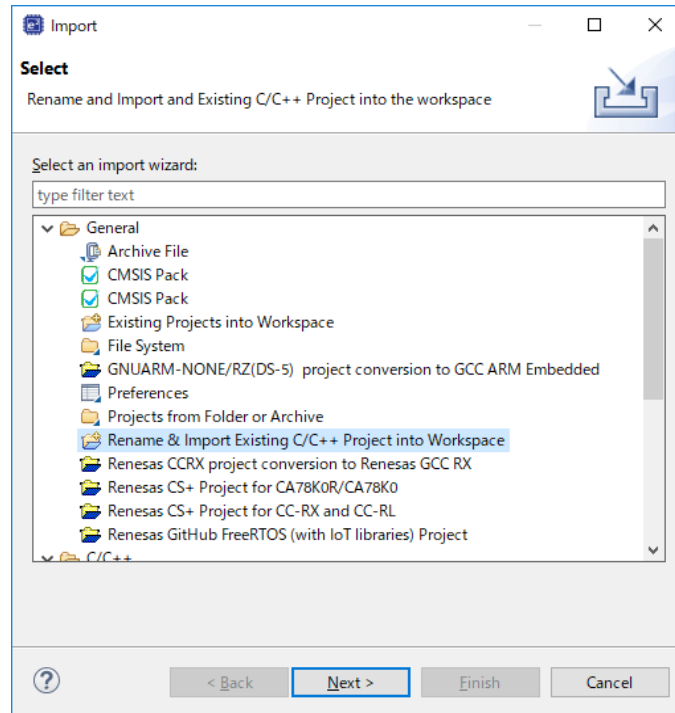 Import
Select
Rename and Import and Existing C/C++ Project into the workspace
Select an import wizard:
type filter text
General
Archive File
CMSIS Pack
CMSIS Pack
Existing Projects into Workspace
File System
GNUARM-NONE/RZ(DS-5)  project conversion to GCC ARM Embedded
Preferences
Projects from Folder or Archive
Rename & Import Existing C/C++ Project into Workspace
Renesas CCRX project conversion to Renesas GCC RX
Renesas CS+ Project for CA78K0R/CA78K0
Renesas CS+ Project for CC-RX and CC-RL
Renesas GitHub FreeRTOS (with IoT libraries) Project
C/C++
? < Back Next > Finish Cancel